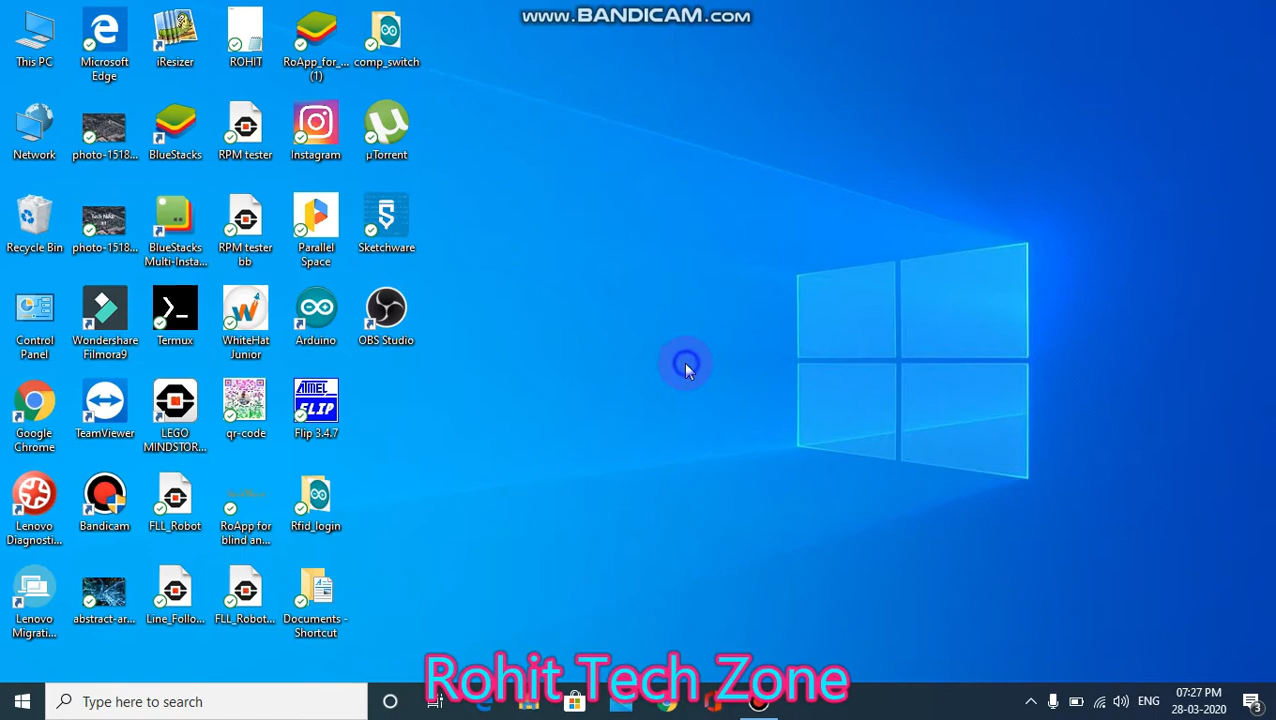 www.BANDICAM.com
This PC
Microsoft
Edge
iResizer
ROHIT
RoApp_for_...
(1)
comp_switch
Network
photo-1518...
BlueStacks
RPM tester
Instagram
µTorrent
Recycle Bin
photo-1518...
BlueStacks
Multi-Insta...
RPM tester
bb
Parallel
Space
Sketchware
Control
Panel
Wondershare
Filmora9
Termux
WhiteHat
Junior
Arduino
OBS Studio
Google
Chrome
TeamViewer
LEGO
MINDSTOR...
qr-code
ATMEL
FLIP
Flip 3.4.7
Lenovo
Diagnosti...
Bandicam
FLL_Robot
RoApp for
blind an...
Rfid_login
Lenovo
Migrati...
abstract-ar...
Line_Follo...
FLL_Robot...
Documents -
Shortcut
Rohit Tech Zone
Type here to search
ENG
07:27 PM
28-03-2020
3